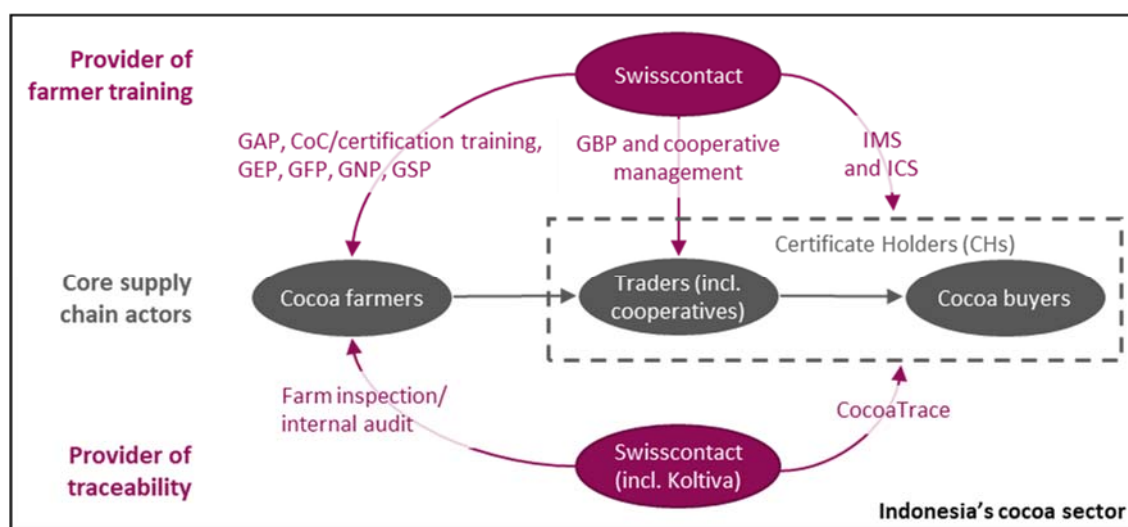 Provider of
farmer training
Swisscontact
GAP, CoC/certification training,
GEP, GFP, GNP, GSP
GBP and cooperative
management
IMS
and ICS
Certificate Holders (CHs)
Core supply
chain actors
Cocoa farmers
Traders (incl.
cooperatives)
Cocoa buyers
Farm inspection/
internal audit
CocoaTrace
Provider of
traceability
Swisscontact
(incl. Koltiva)
Indonesia's cocoa sector